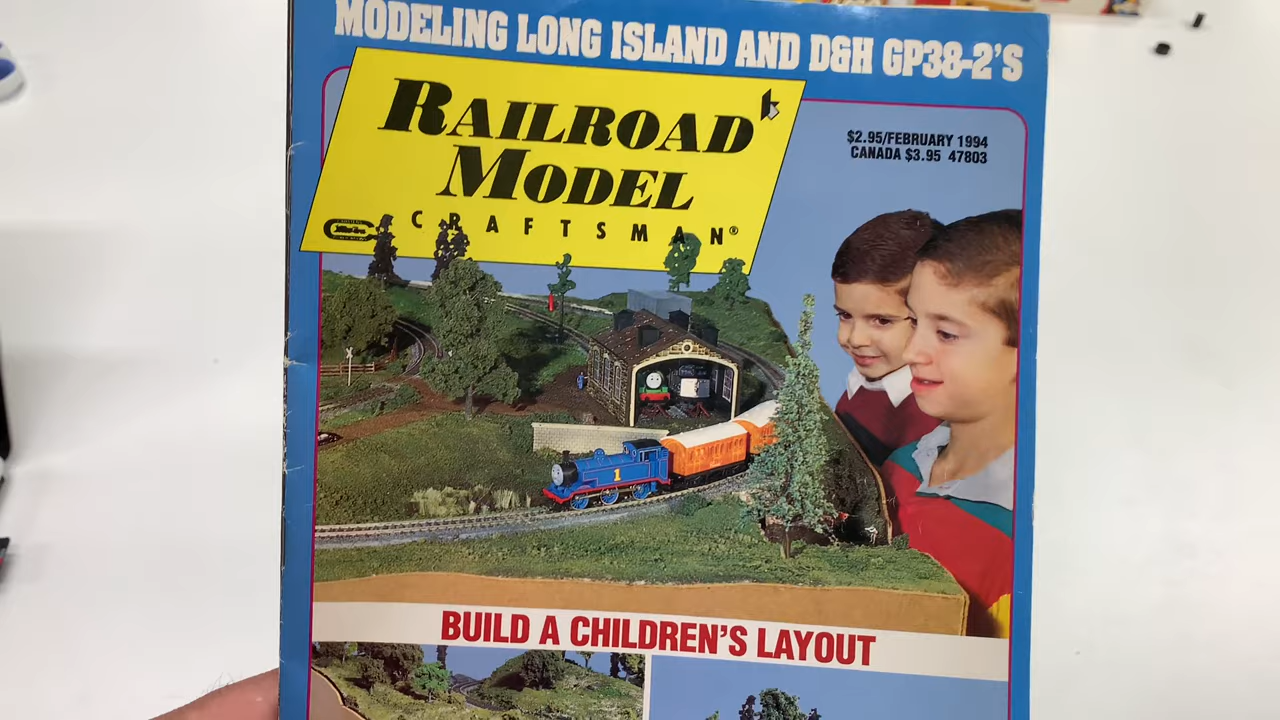 MODELING LONG ISLAND AND D&H GP38-2'S
RAILROAD
MODEL
CRAFTSMAN®
$2.95/FEBRUARY 1994
CANADA $3.95 47803
1
BUILD A CHILDREN'S LAYOUT